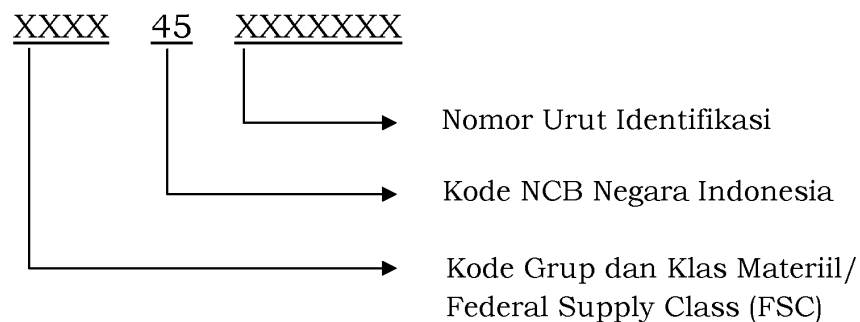 XXXX 45 XXXXXXX
Nomor Urut Identifikasi
Kode NCB Negara Indonesia
Kode Grup dan Klas Materiil/
Federal Supply Class (FSC)